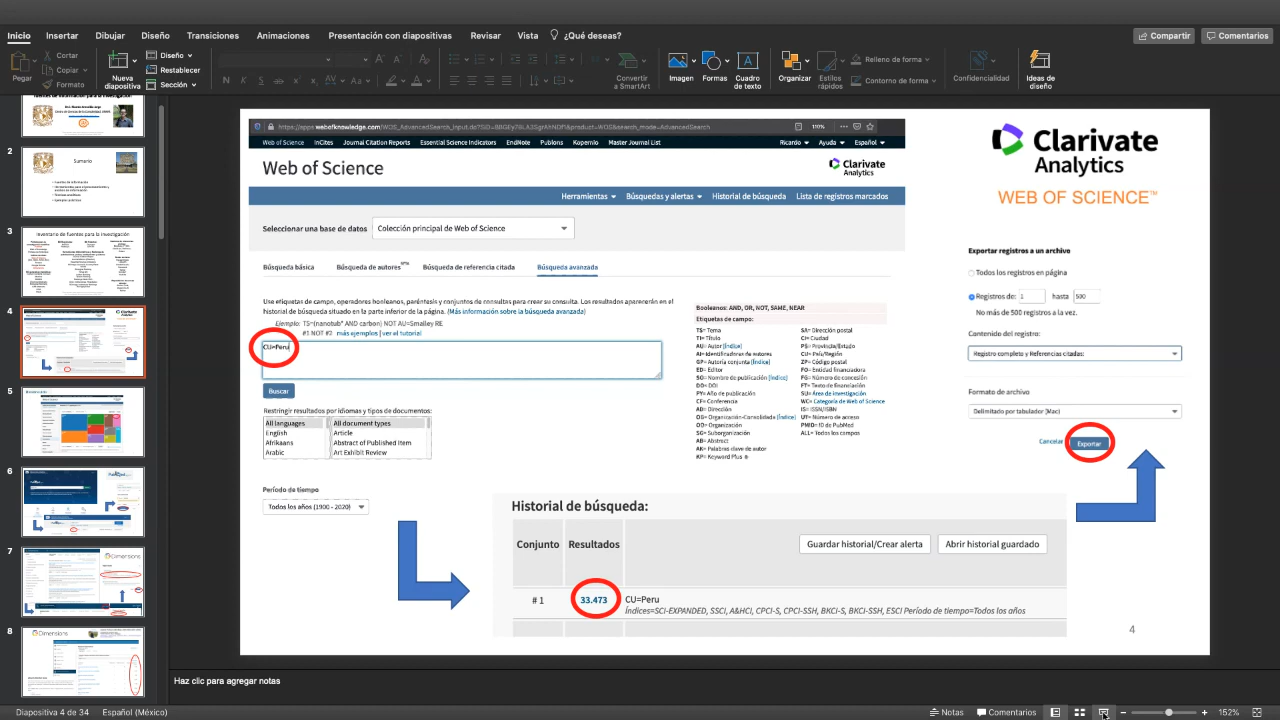 Inicio Insertar Dibujar Diseño Transiciones Animaciones Presentación con diapositivas Revisar Vista ¿Qué deseas? Compartir Comentarios
Pegar
Cortar
Copiar
Formato
Nueva diapositiva
Diseño
Restablecer
Sección
Convertir a SmartArt
Imagen
Formas
Cuadro de texto
Organizar
Estilos rápidos
Relleno de forma
Contorno de forma
Confidencialidad
Ideas de diseño
2
Sumario
3
Inventario de fuentes para la investigación
4
5
6
7
Dimensions
8
Dimensions
110%
Web of Science InCites Journal Citation Reports Essential Science Indicators EndNote Publons Kopernio Master Journal List Ricardo Ayuda Español
Web of Science
Clarivate
Analytics
Herramientas Búsquedas y alertas Historial de búsqueda Lista de registros marcados
Seleccionar una base de datos Colección principal de Web of Science
Búsqueda básica Búsqueda de autores Búsqueda de referencia citada Búsqueda avanzada
Use etiquetas de campo, operadores booleanos, paréntesis y conjuntos de consultas para crear su consulta. Los resultados aparecerán en el
historial de búsqueda situado en la parte inferior de la página. (Más información sobre la búsqueda avanzada)
Ejemplo: TS=(nanotub* AND carbon) NOT AU=Smalley RE
#1 NOT #2 más ejemplos | ver el tutorial
CU=Peru
Buscar
Restringir resultados por idiomas y tipos de documentos:
All languages All document types
English Article
Afrikaans Abstract of Published Item
Arabic Art Exhibit Review
Período de tiempo
Todos los años (1900 - 2020)
Booleanos: AND, OR, NOT, SAME, NEAR
Etiquetas de campo:
TS= Tema
TI= Título
AU= Autor [Índice]
AI= Identificadores de autores
GP= Autoría conjunta [Índice]
ED= Editor
SO= Nombre de publicación [Índice]
DO= DOI
PY= Año de publicación
CF= Conferencia
AD= Dirección
OG= Organización-Consolidada [Índice]
OO= Organización
SG= Suborganización
AB= Abstract
AK= Palabras clave de autor
KP= Keyword Plus ®
SA= Dirección postal
CI= Ciudad
PS= Provincia/Estado
CU= País/Región
ZP= Código postal
FO= Entidad financiadora
FG= Número de concesión
FT= Texto de financiación
SU= Área de investigación
WC= Categoría de Web of Science
IS= ISSN/ISBN
UT= Número de acceso
PMID= ID de PubMed
ALL= Todos los campos
Clarivate
Analytics
WEB OF SCIENCE™
Exportar registros a un archivo
Todos los registros en página
Registros de: 1 hasta 500
No más de 500 registros a la vez.
Contenido del registro:
Registro completo y Referencias citadas:
Formato de archivo
Delimitado por tabulador (Mac)
Cancelar Exportar
Historial de búsqueda:
Conjunto Resultados Guardar historial/Crear alerta Abrir historial guardado
# 1 33.473 CU=Peru
Índices=SCI-EXPANDED, SSCI, A&HCI, CPCI-S, CPCI-SSH, BKCI-S, BKCI-SSH, ESCI Período de tiempo=Todos los años
4
Haz clic para agregar notas
Diapositiva 4 de 34 Español (México) Notas Comentarios 152%